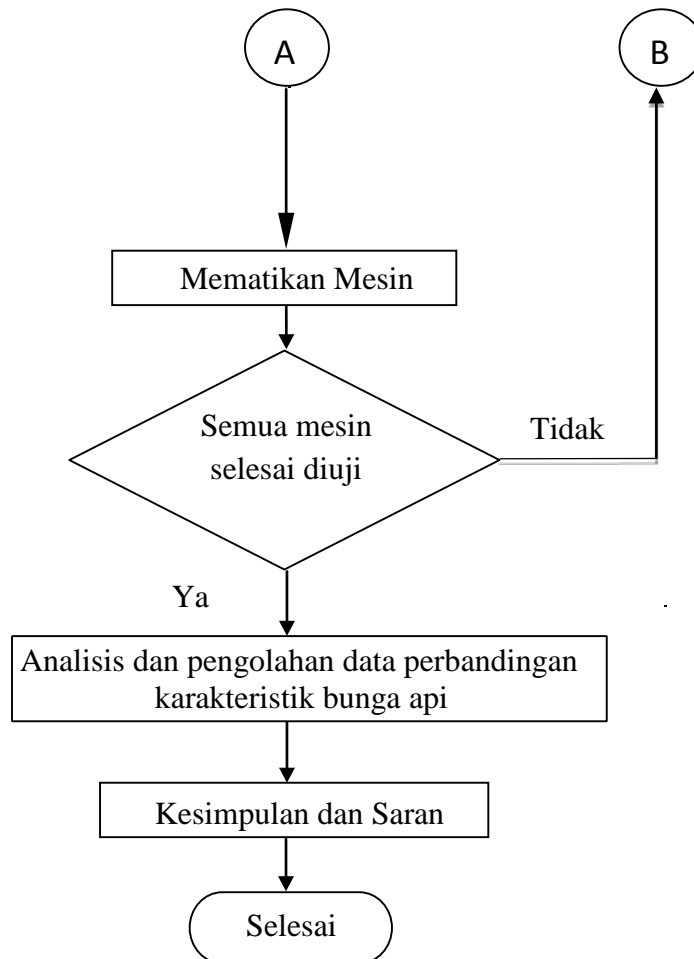 A
B
Mematikan Mesin
Semua mesin
selesai diuji
Tidak
Ya
Analisis dan pengolahan data perbandingan
karakteristik bunga api
Kesimpulan dan Saran
Selesai